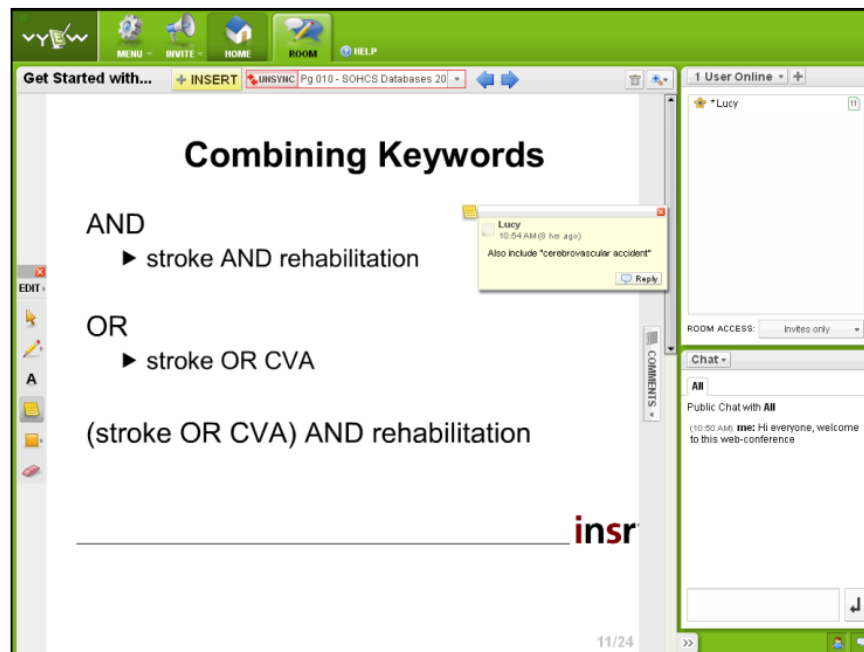 VYEW
MENU
INVITE
HOME
ROOM
HELP
Get Started with...
+ INSERT
UNSYNC
Pg 010 - SOHCS Databases 20
1 User Online
*Lucy
11
Combining Keywords
AND
stroke AND rehabilitation
Lucy
10:54 AM (8 hrs ago)
Also include "cerebrovascular accident"
Reply
EDIT
A
OR
stroke OR CVA
(stroke OR CVA) AND rehabilitation
COMMENTS
insr
11/24
ROOM ACCESS:
Invites only
Chat
All
Public Chat with All
(10:50 AM) me: Hi everyone, welcome
to this web-conference